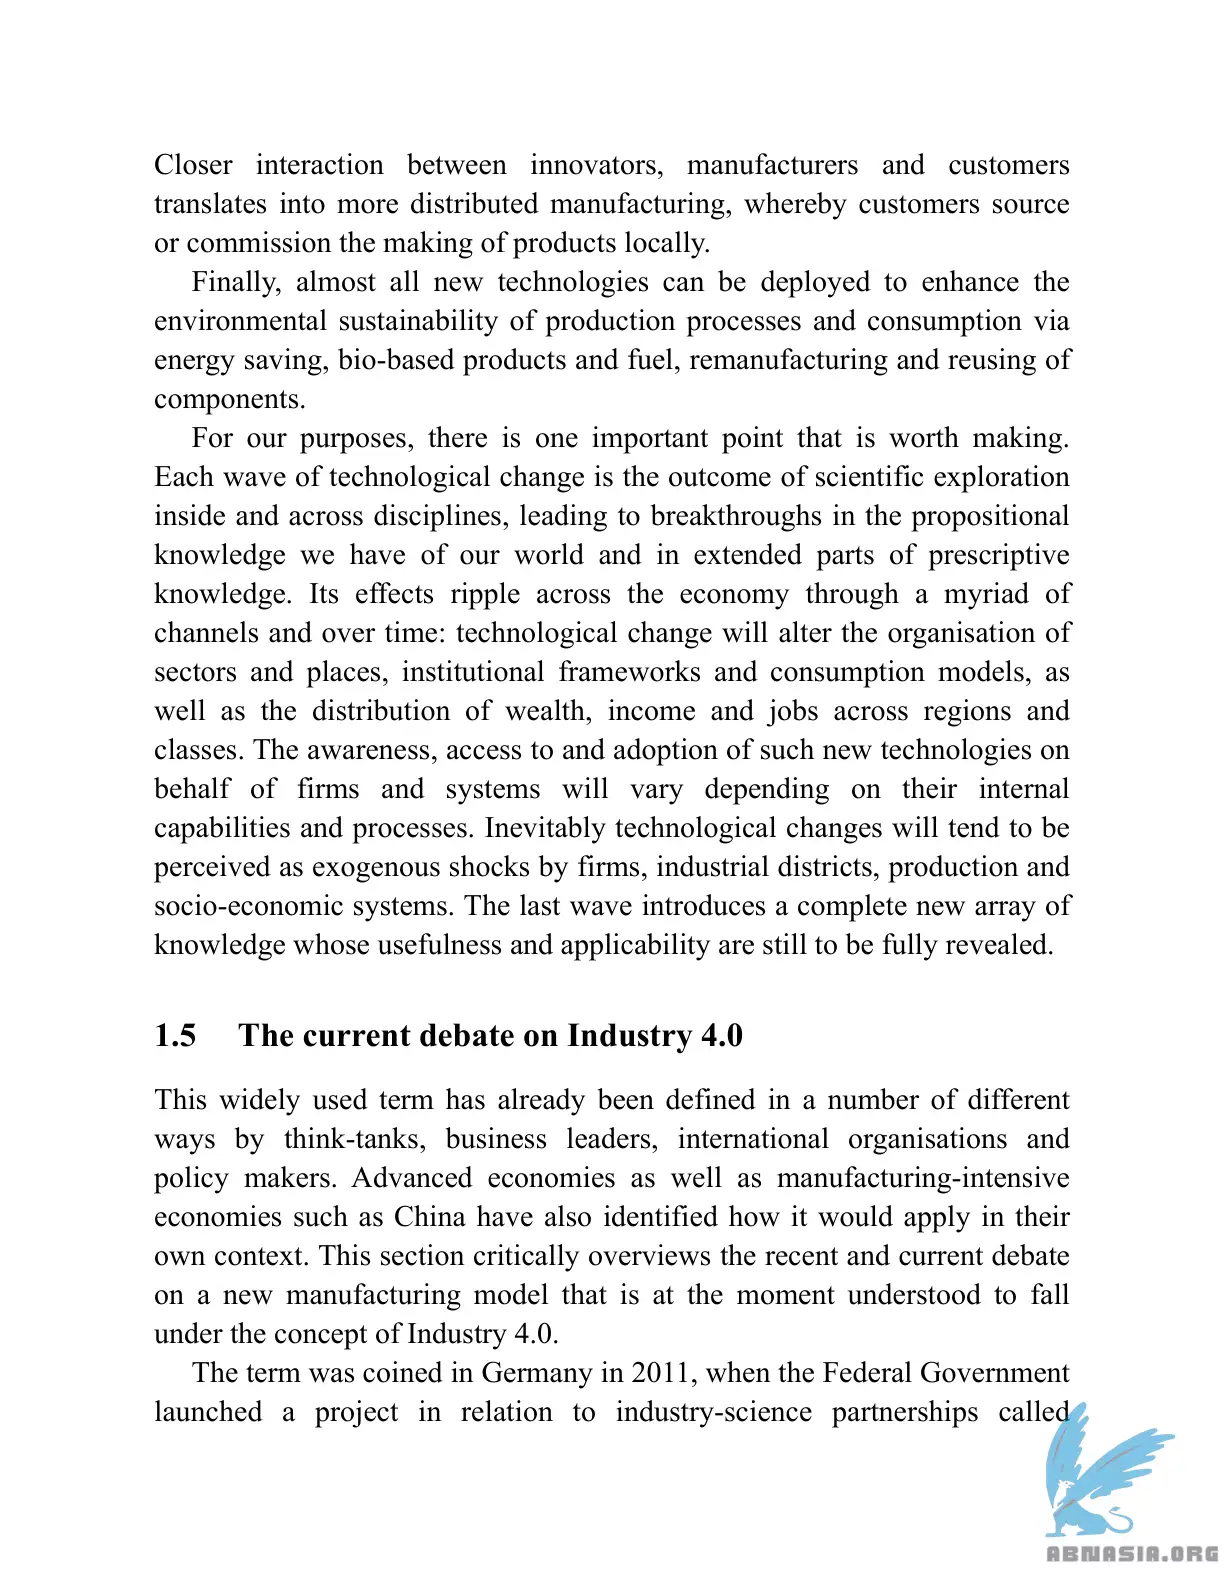 Closer interaction between innovators, manufacturers and customers
translates into more distributed manufacturing, whereby customers source
or commission the making of products locally.
Finally, almost all new technologies can be deployed to enhance the
environmental sustainability of production processes and consumption via
energy saving, bio-based products and fuel, remanufacturing and reusing of
components.
For our purposes, there is one important point that is worth making.
Each wave of technological change is the outcome of scientific exploration
inside and across disciplines, leading to breakthroughs in the propositional
knowledge we have of our world and in extended parts of prescriptive
knowledge. Its effects ripple across the economy through a myriad of
channels and over time: technological change will alter the organisation of
sectors and places, institutional frameworks and consumption models, as
well as the distribution of wealth, income and jobs across regions and
classes. The awareness, access to and adoption of such new technologies on
behalf of firms and systems will vary depending on their internal
capabilities and processes. Inevitably technological changes will tend to be
perceived as exogenous shocks by firms, industrial districts, production and
socio-economic systems. The last wave introduces a complete new array of
knowledge whose usefulness and applicability are still to be fully revealed.
1.5 The current debate on Industry 4.0
This widely used term has already been defined in a number of different
ways by think-tanks, business leaders, international organisations and
policy makers. Advanced economies as well as manufacturing-intensive
economies such as China have also identified how it would apply in their
own context. This section critically overviews the recent and current debate
on a new manufacturing model that is at the moment understood to fall
under the concept of Industry 4.0.
The term was coined in Germany in 2011, when the Federal Government
launched a project in relation to industry-science partnerships called
ABNASIA.ORG